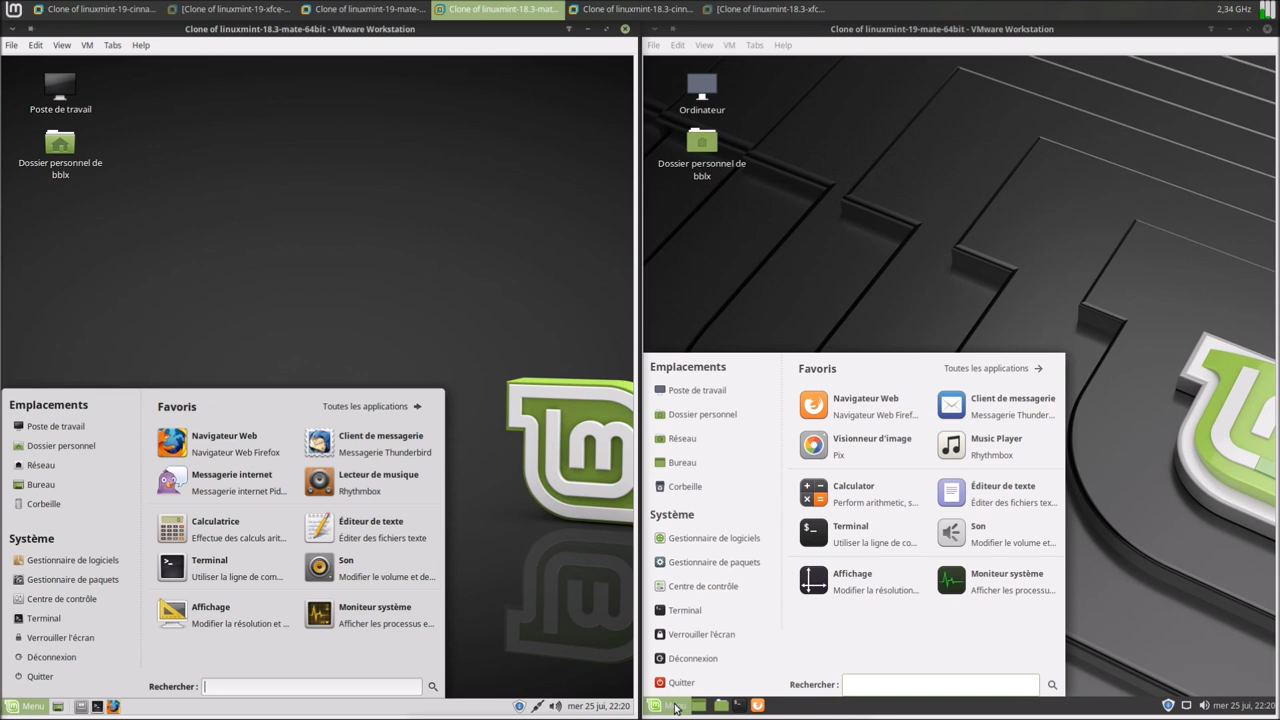 Clone of linuxmint-19-cinna...
[Clone of linuxmint-19-xfce-...
Clone of linuxmint-19-mate-...
Clone of linuxmint-18.3-mat...
Clone of linuxmint-18.3-cinn...
[Clone of linuxmint-18.3-xfc...
2,34 GHz
Clone of linuxmint-18.3-mate-64bit - VMware Workstation
File Edit View VM Tabs Help
Poste de travail
Dossier personnel de
bblx
Emplacements
Poste de travail
Dossier personnel
Réseau
Bureau
Corbeille
Système
Gestionnaire de logiciels
Gestionnaire de paquets
Centre de contrôle
Terminal
Verrouiller l'écran
Déconnexion
Quitter
Favoris
Toutes les applications
Navigateur Web
Navigateur Web Firefox
Client de messagerie
Messagerie Thunderbird
Messagerie internet
Messagerie internet Pid...
Lecteur de musique
Rhythmbox
Calculatrice
Effectue des calculs arit...
Éditeur de texte
Éditer des fichiers texte
Terminal
Utiliser la ligne de com...
Son
Modifier le volume et de...
Affichage
Modifier la résolution et ...
Moniteur système
Afficher les processus e...
Rechercher :
Menu
mer 25 jui, 22:20
Clone of linuxmint-19-mate-64bit - VMware Workstation
File Edit View VM Tabs Help
Ordinateur
Dossier personnel de
bblx
Emplacements
Poste de travail
Dossier personnel
Réseau
Bureau
Corbeille
Système
Gestionnaire de logiciels
Gestionnaire de paquets
Centre de contrôle
Terminal
Verrouiller l'écran
Déconnexion
Quitter
Favoris
Toutes les applications
Navigateur Web
Navigateur Web Firef...
Client de messagerie
Messagerie Thunder...
Visionneur d'image
Pix
Music Player
Rhythmbox
Calculator
Perform arithmetic, s...
Éditeur de texte
Éditer des fichiers tex...
Terminal
Utiliser la ligne de co...
Son
Modifier le volume et...
Affichage
Modifier la résolution...
Moniteur système
Afficher les processu...
Rechercher :
Menu
mer 25 jui, 22:20